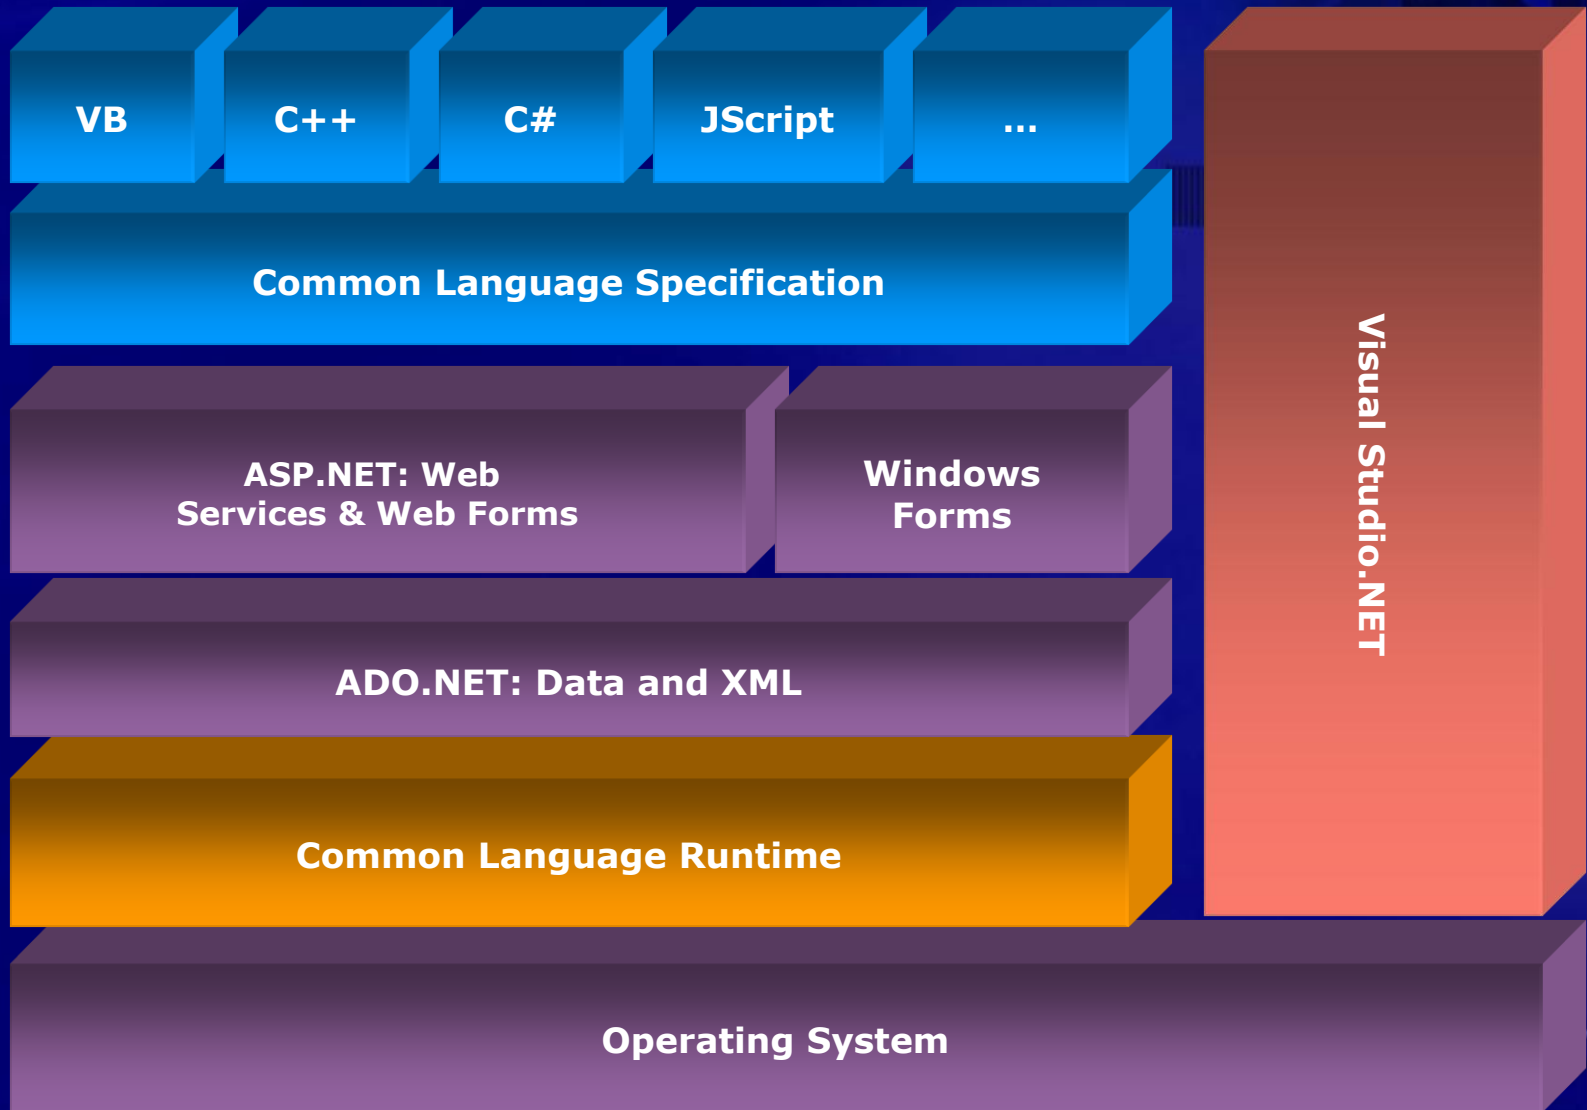 VB
C++
C#
JScript
...
Common Language Specification
ASP.NET: Web
Services & Web Forms
Windows
Forms
ADO.NET: Data and XML
Common Language Runtime
Operating System
Visual Studio.NET